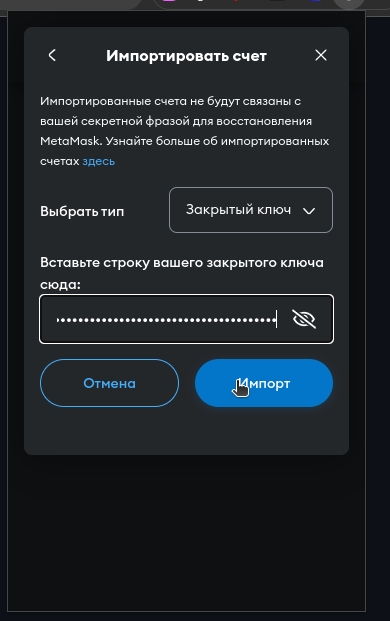 Импортировать счет
Импортированные счета не будут связаны с
вашей секретной фразой для восстановления
MetaMask. Узнайте больше об импортированных
счетах здесь
Выбрать тип
Закрытый ключ
Вставьте строку вашего закрытого ключа
сюда:
Отмена
Импорт